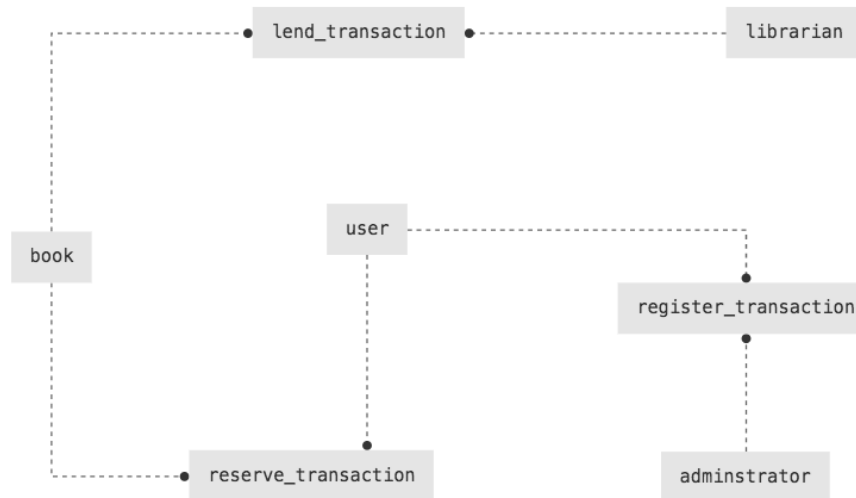 lend_transaction
librarian
user
book
register_transaction
reserve_transaction
adminstrator